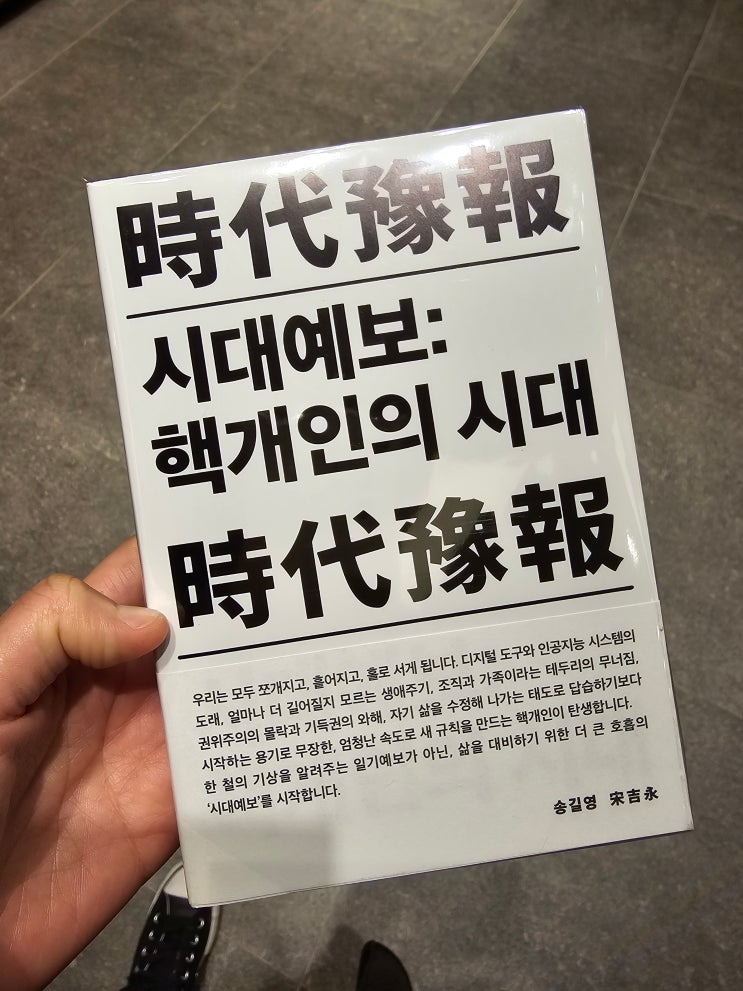 時代豫報
시대예보:
핵개인의 시대
時代豫報
우리는 모두 쪼개지고, 흩어지고, 홀로 서게 됩니다. 디지털 도구와 인공지능 시스템의
도래, 얼마나 더 길어질지 모르는 생애주기, 조직과 가족이라는 테두리의 무너짐,
권위주의의 몰락과 기득권의 와해, 자기 삶을 수정해 나가는 태도로 답습하기보다
시작하는 용기로 무장한, 엄청난 속도로 새 규칙을 만드는 핵개인이 탄생합니다.
한 철의 기상을 알려주는 일기예보가 아닌, 삶을 대비하기 위한 더 큰 호흡의
‘시대예보’를 시작합니다.
송길영 宋吉永